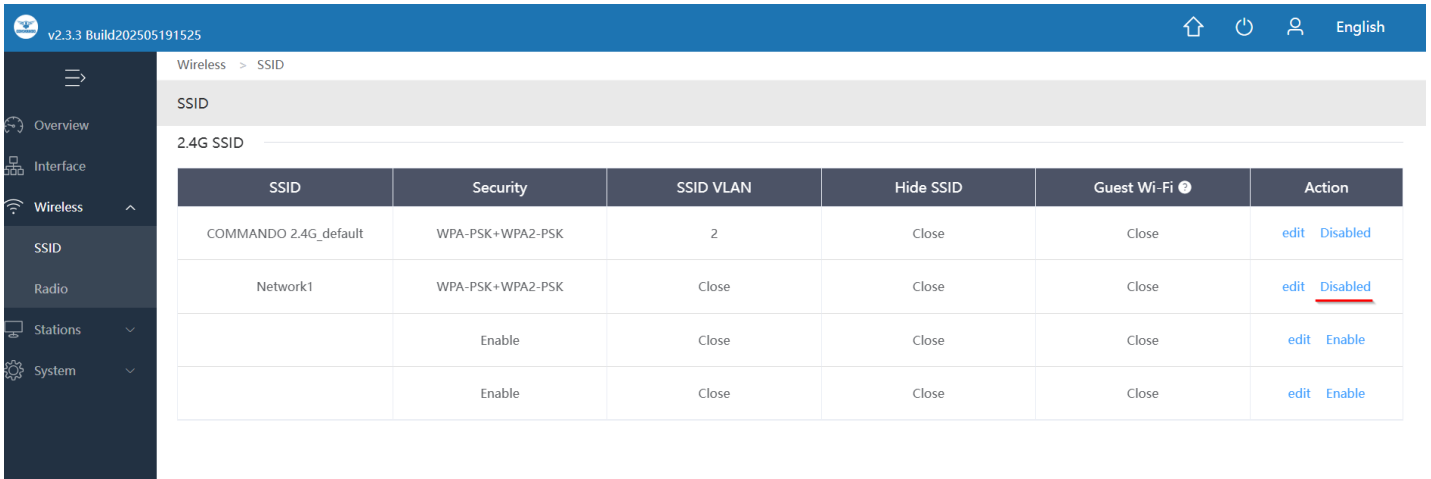 v2.3.3 Build202505191525 English
Wireless > SSID
SSID
Overview
2.4G SSID
Interface
SSID Security SSID VLAN Hide SSID Guest Wi-Fi ? Action
Wireless
COMMANDO 2.4G_default WPA-PSK+WPA2-PSK 2 Close Close edit Disabled
SSID
Network1 WPA-PSK+WPA2-PSK Close Close Close edit Disabled
Radio
Stations
Enable Close Close Close edit Enable
System
Enable Close Close Close edit Enable